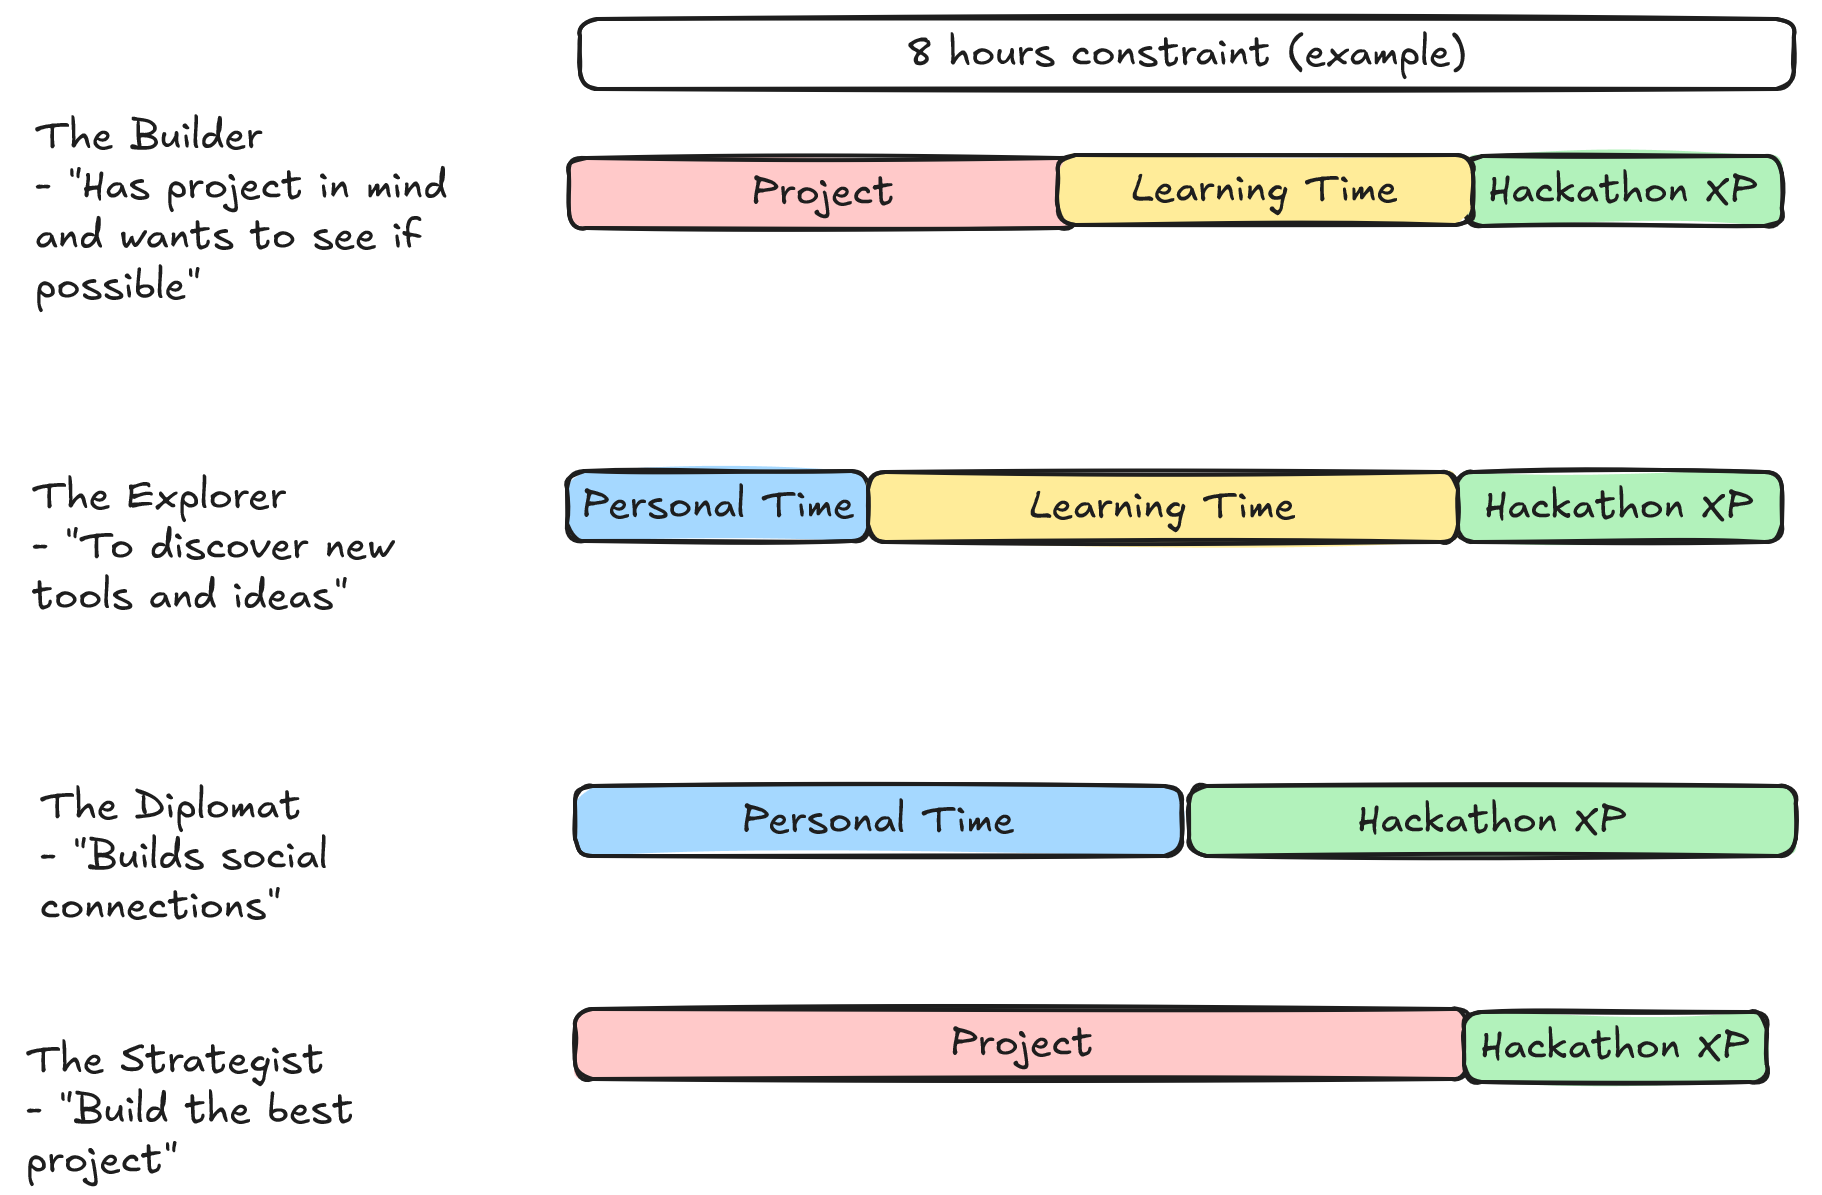 8 hours constraint (example)
The Builder
- "Has project in mind
and wants to see if
possible"
Project
Learning Time
Hackathon XP
The Explorer
- "To discover new
tools and ideas"
Personal Time
Learning Time
Hackathon XP
The Diplomat
- "Builds social
connections"
Personal Time
Hackathon XP
The Strategist
- "Build the best
project"
Project
Hackathon XP